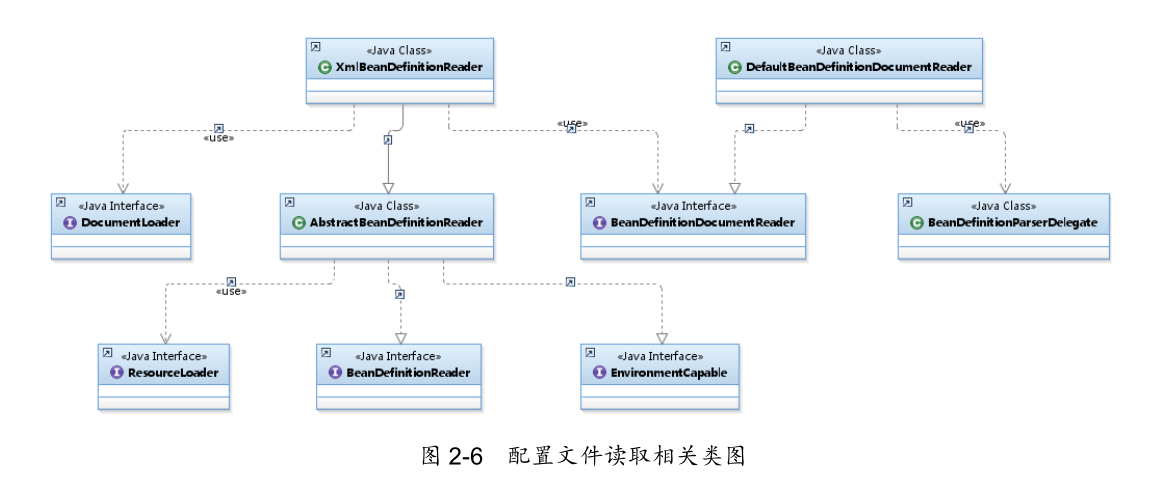 «Java Class»
XmlBeanDefinitionReader
«Java Class»
DefaultBeanDefinitionDocumentReader
«use»
«use»
«use»
«Java Interface»
DocumentLoader
«Java Class»
AbstractBeanDefinitionReader
«Java Interface»
BeanDefinitionDocumentReader
«Java Class»
BeanDefinitionParserDelegate
«use»
«Java Interface»
ResourceLoader
«Java Interface»
BeanDefinitionReader
«Java Interface»
EnvironmentCapable
图 2-6 配置文件读取相关类图